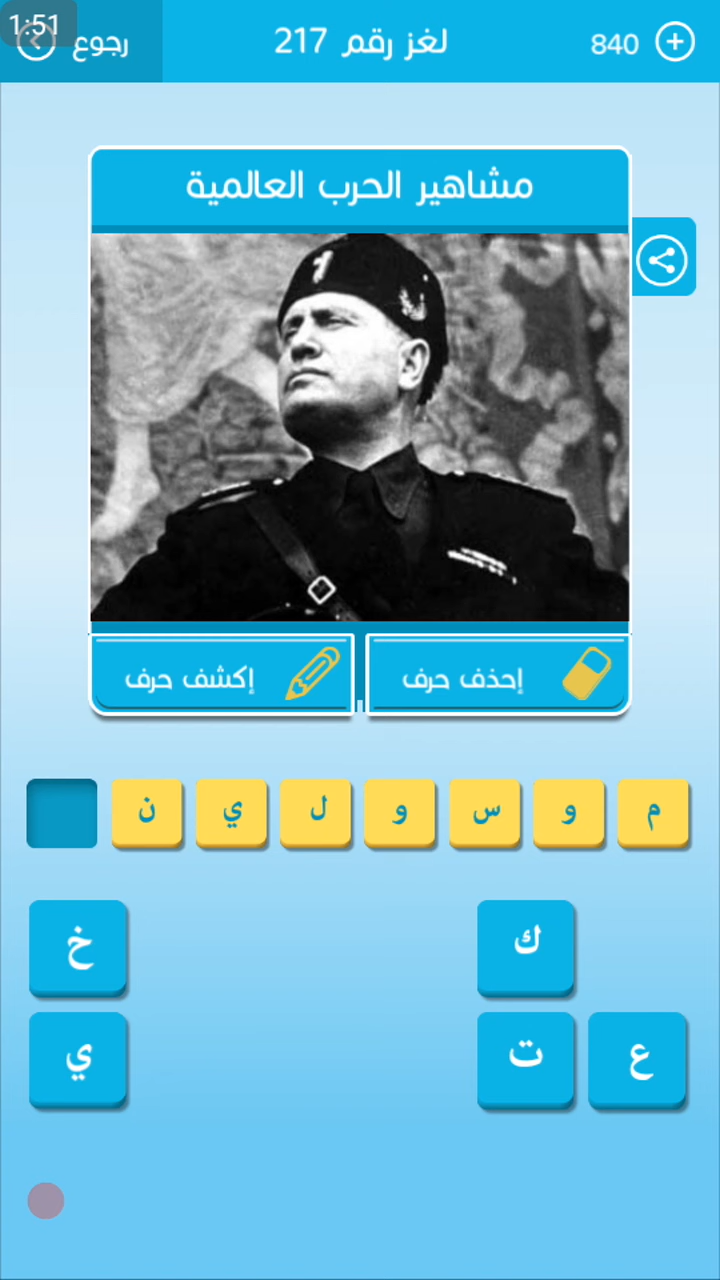 1:51
رجوع
لغز رقم 217
840
مشاهير الحرب العالمية
إحذف حرف
إكشف حرف
م و س و ل ي ن
ك خ
ع ت ي